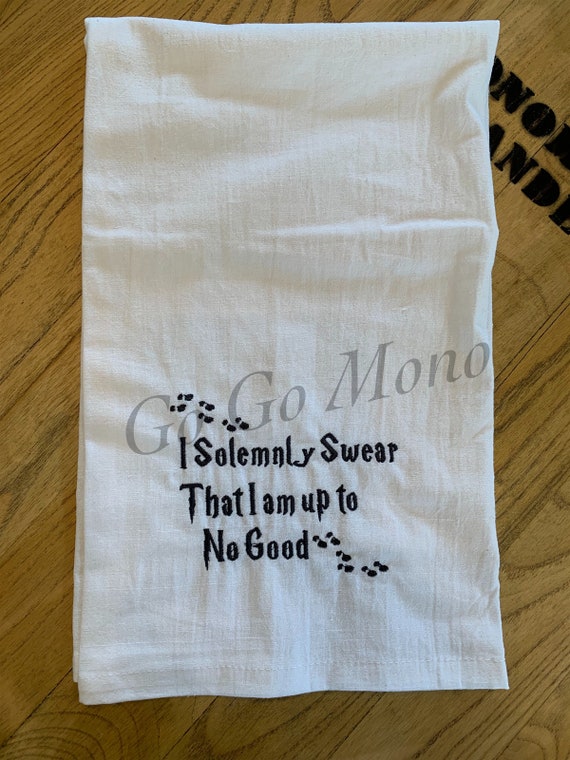 Go Go Mono
I Solemnly Swear
That I am up to
No Good